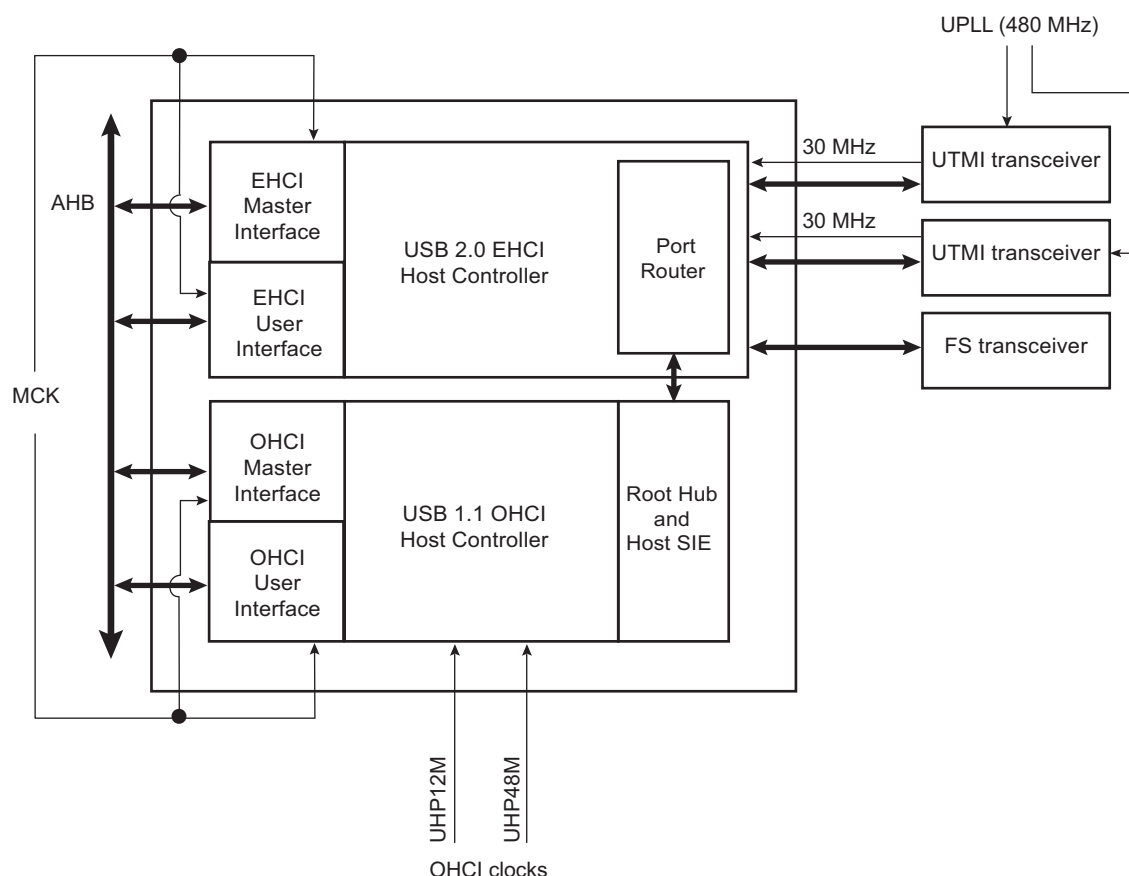 UPLL (480 MHz)
AHB
EHCI
Master
Interface
EHCI
User
Interface
USB 2.0 EHCI
Host Controller
Port
Router
30 MHz
UTMI transceiver
30 MHz
UTMI transceiver
FS transceiver
MCK
OHCI
Master
Interface
OHCI
User
Interface
USB 1.1 OHCI
Host Controller
Root Hub
and
Host SIE
UHP12M
UHP48M
OHCI clocks